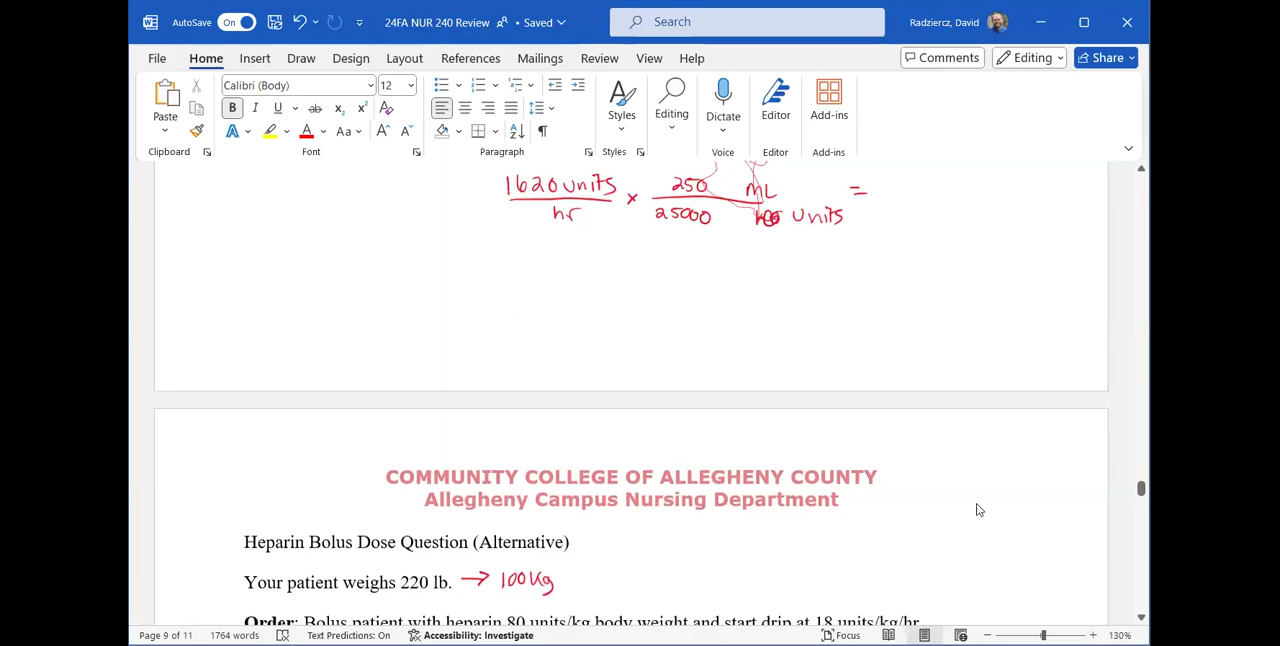 AutoSave On 24FA NUR 240 Review • Saved Search Radzierz, David
File Home Insert Draw Design Layout References Mailings Review View Help Comments Editing Share
Calibri (Body) 12
Paste B I U ab x₂ x² A Styles Editing Dictate Editor Add-ins
A A Aa A A
Clipboard Font Paragraph Styles Voice Editor Add-ins
1620 units × 250 mL =
hr 25000 units
COMMUNITY COLLEGE OF ALLEGHENY COUNTY
Allegheny Campus Nursing Department
Heparin Bolus Dose Question (Alternative)
Your patient weighs 220 lb. → 100 Kg
Order: Bolus patient with heparin 80 units/kg body weight and start drip at 18 units/kg/hr
Page 9 of 11 1764 words Text Predictions: On Accessibility: Investigate Focus 130%